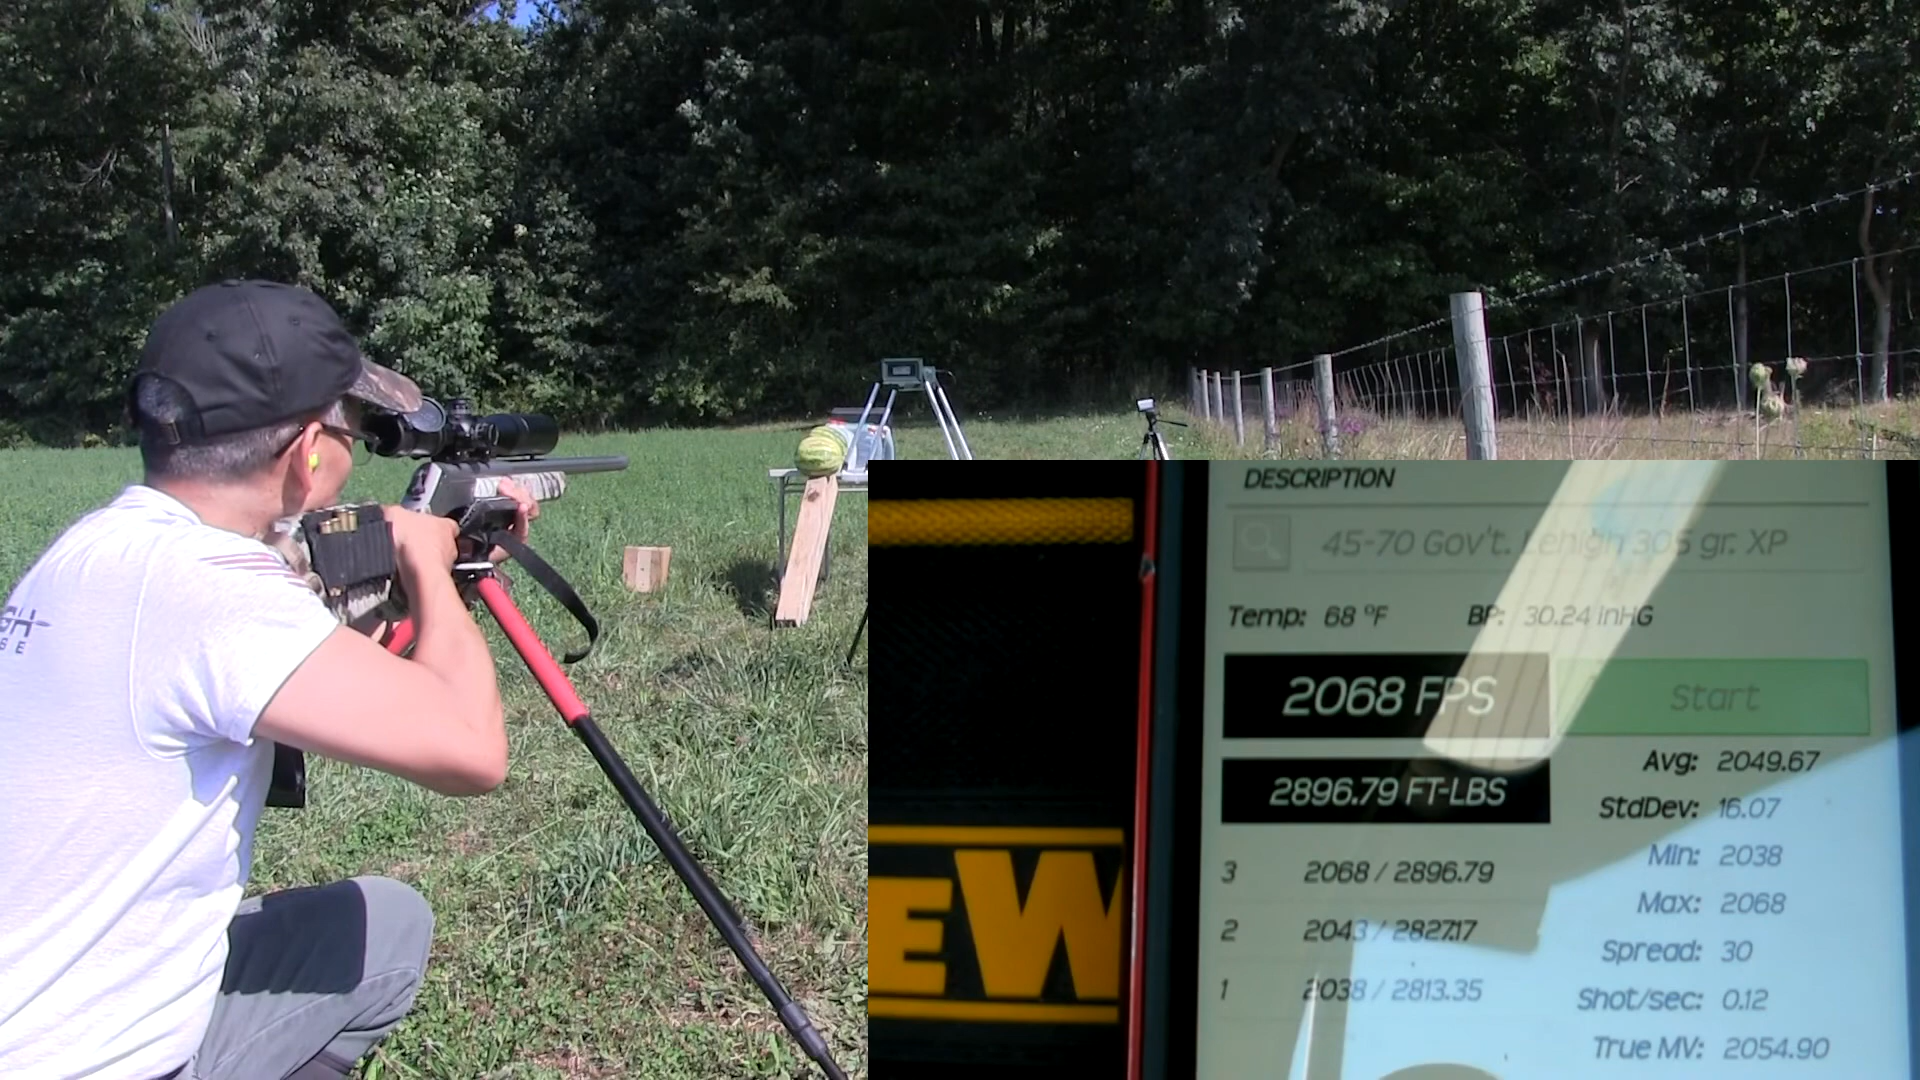 DESCRIPTION
45-70 Gov't. Lehigh 305 gr. XP
Temp: 68 °F BP: 30.24 inHG
2068 FPS Start
2896.79 FT-LBS
Avg: 2049.67
StdDev: 16.07
Min: 2038
Max: 2068
Spread: 30
Shot/sec: 0.12
True MV: 2054.90
3 2068 / 2896.79
2 2043 / 2827.17
1 2038 / 2813.35
EW